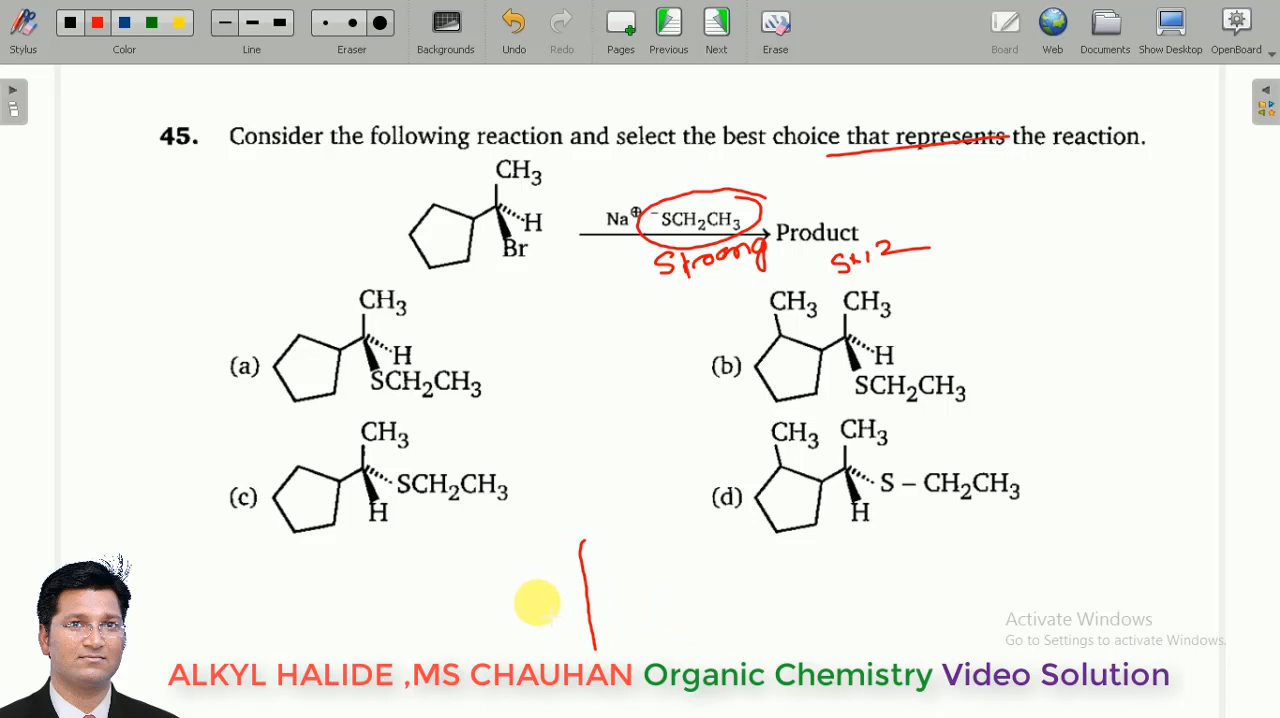 Stylus Color Line Eraser Backgrounds Undo Redo Pages Previous Next Erase Board Web Documents Show Desktop OpenBoard
45. Consider the following reaction and select the best choice that represents the reaction.
CH3
H
Br
Na⊕ ⁻SCH2CH3
Product
Strong
SN2
(a)
CH3
H
SCH2CH3
(b)
CH3 CH3
H
SCH2CH3
(c)
CH3
SCH2CH3
H
(d)
CH3 CH3
S – CH2CH3
H
Activate Windows
Go to Settings to activate Windows.
ALKYL HALIDE ,MS CHAUHAN Organic Chemistry Video Solution